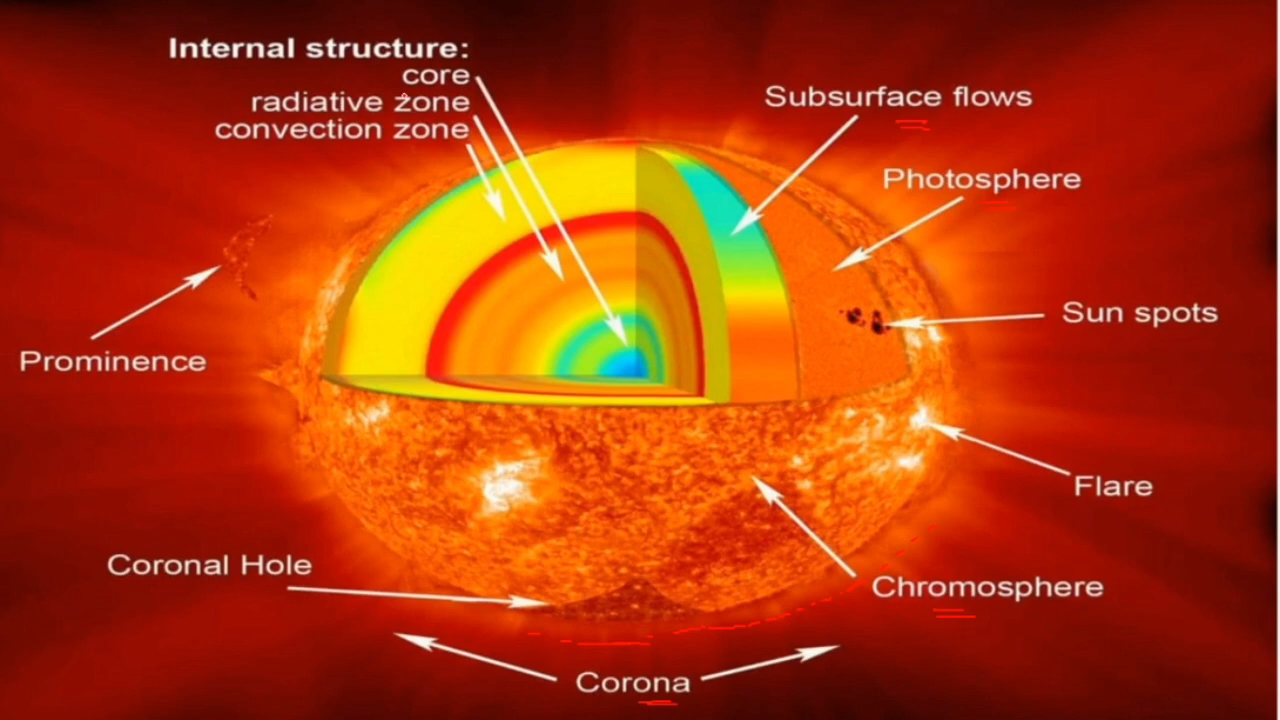 Internal structure:
core
radiative zone
convection zone
Subsurface flows
Photosphere
Sun spots
Prominence
Flare
Coronal Hole
Chromosphere
Corona